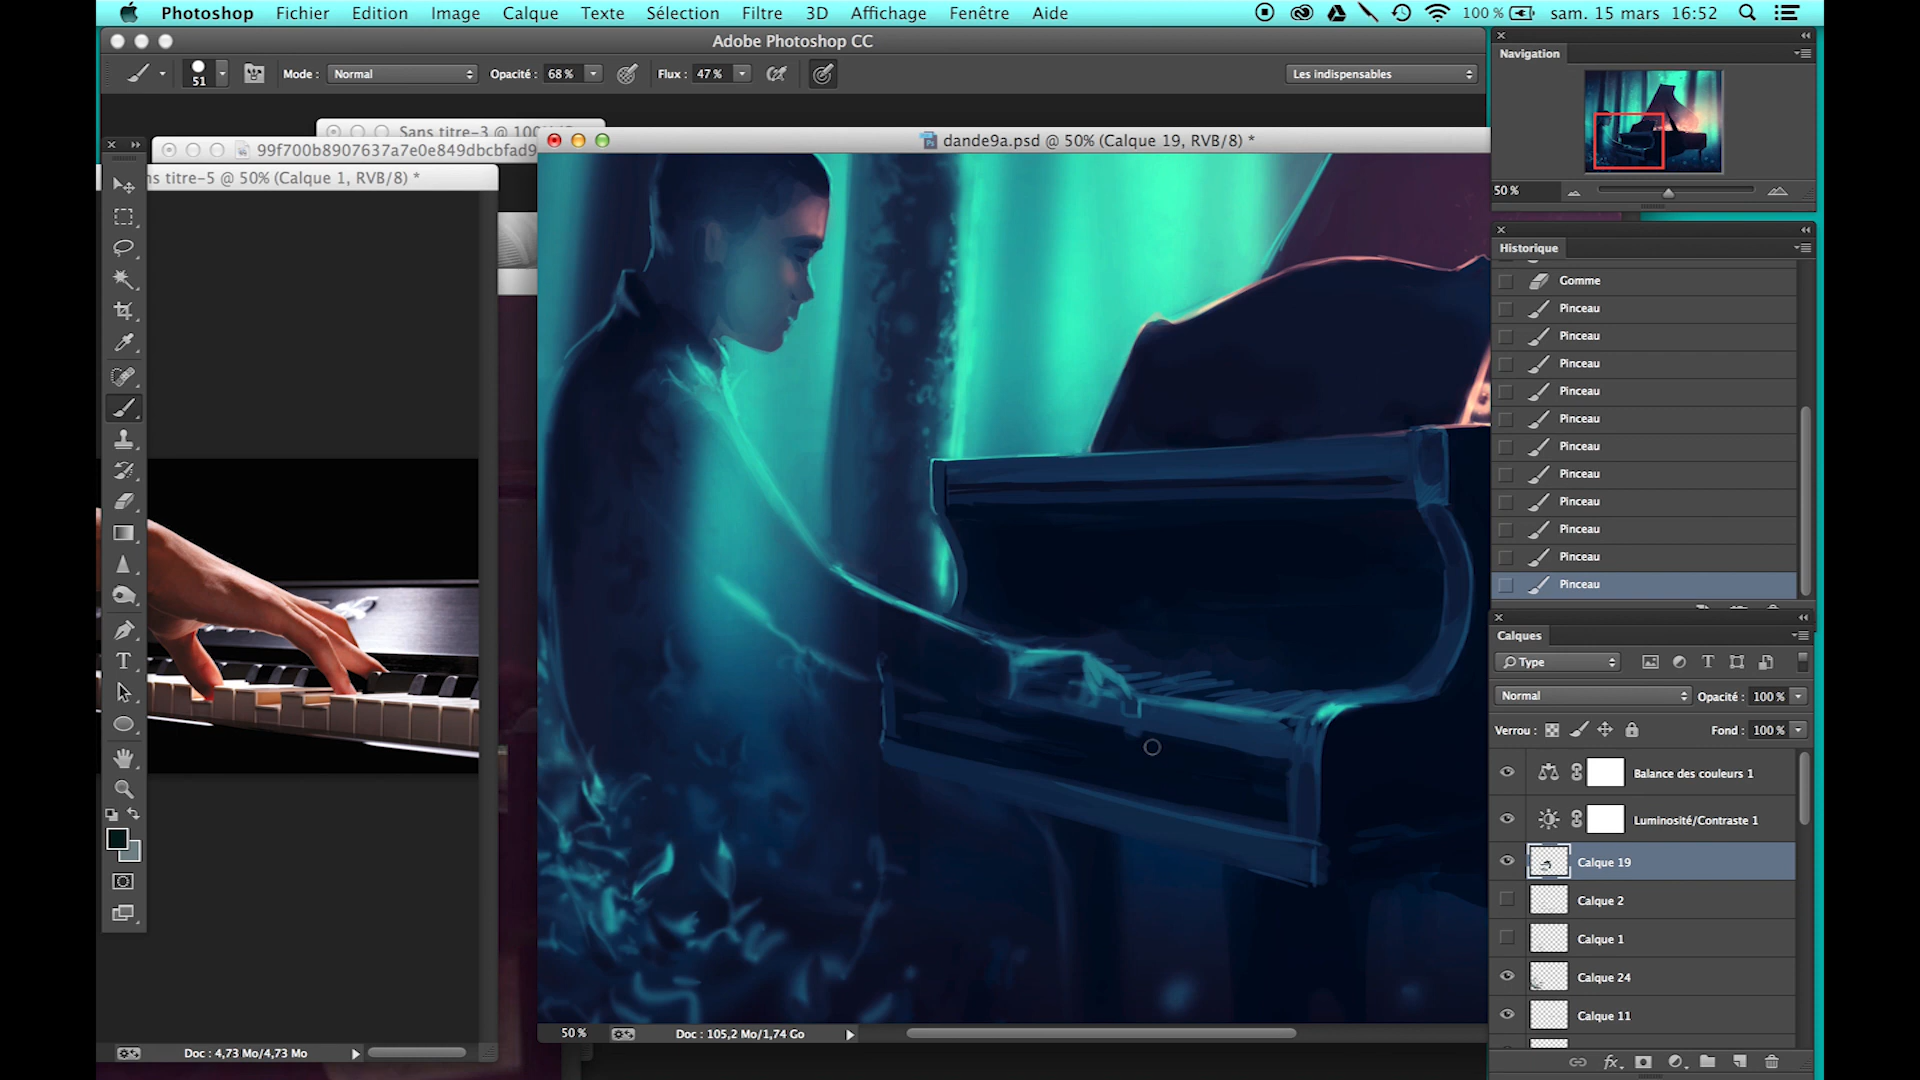 Photoshop Fichier Edition Image Calque Texte Sélection Filtre 3D Affichage Fenêtre Aide 100 % sam. 15 mars 16:52
Adobe Photoshop CC
51 Mode : Normal Opacité : 68 % Flux : 47 % Les indispensables
Sans titre-3 @ 100%
99f700b8907637a7e0e849dbcbfad9
ns titre-5 @ 50% (Calque 1, RVB/8) *
dande9a.psd @ 50% (Calque 19, RVB/8) *
Navigation
50 %
Historique
Gomme
Pinceau
Pinceau
Pinceau
Pinceau
Pinceau
Pinceau
Pinceau
Pinceau
Pinceau
Pinceau
Pinceau
Calques
Type
Normal Opacité : 100 %
Verrou : Fond : 100 %
Balance des couleurs 1
Luminosité/Contraste 1
Calque 19
Calque 2
Calque 1
Calque 24
Calque 11
50 % Doc : 105,2 Mo/1,74 Go
Doc : 4,73 Mo/4,73 Mo